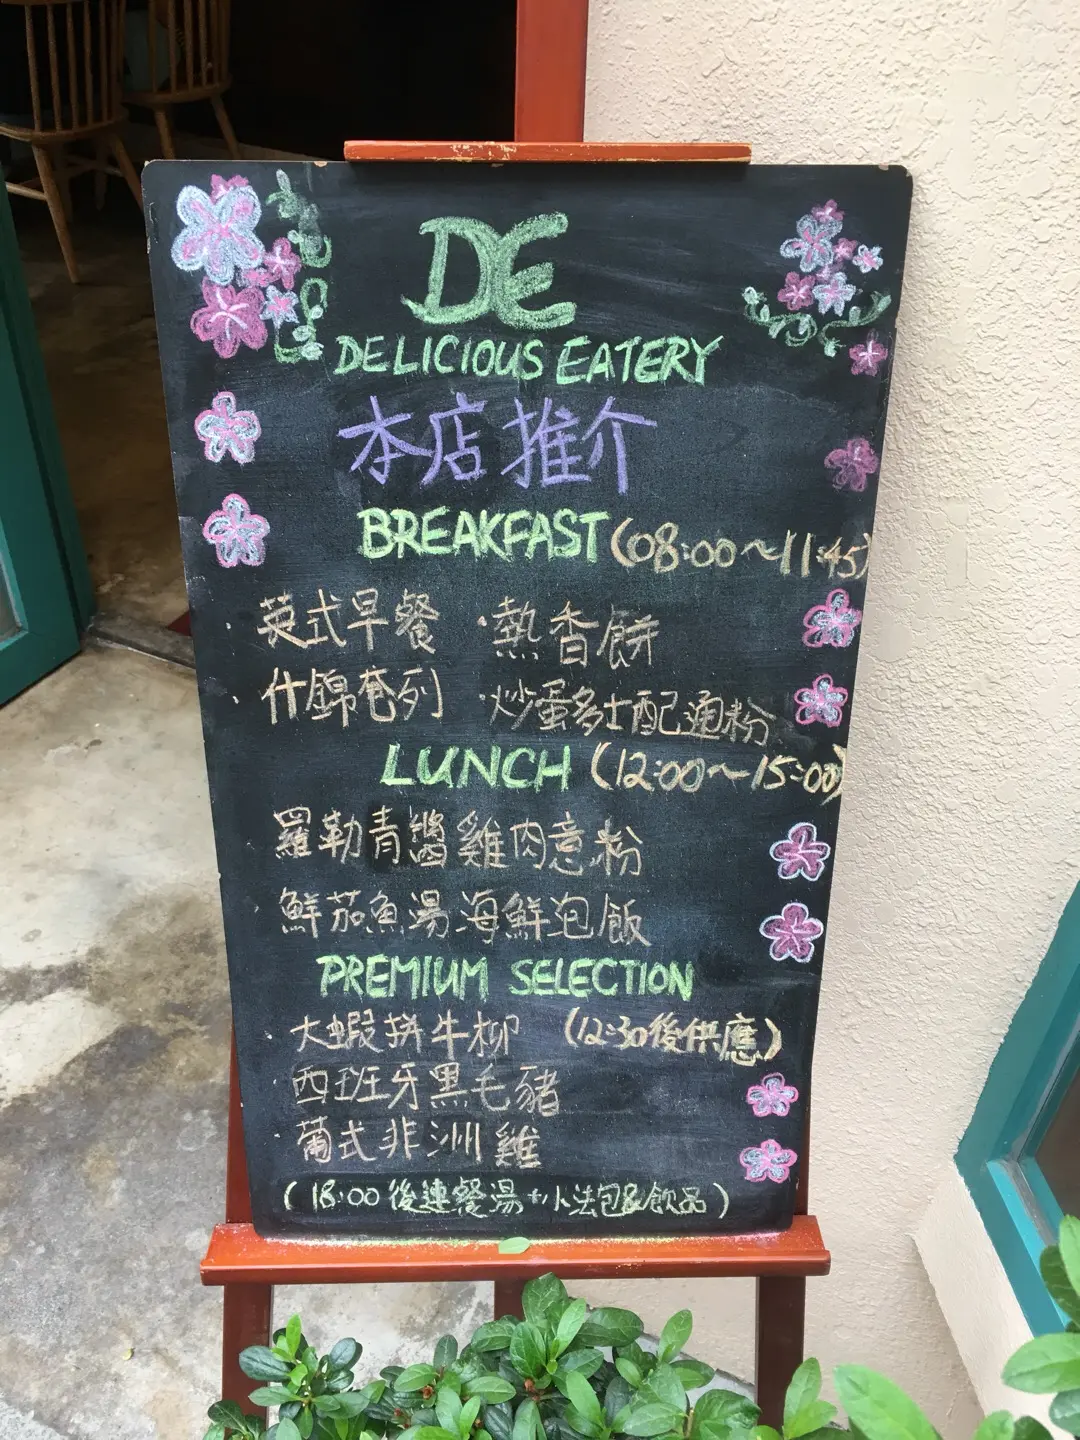 DE
DELICIOUS EATERY
本店推介
BREAKFAST (08:00~11:45)
·英式早餐 ·熱香餅
·什錦奄列 ·炒蛋多士配通粉
LUNCH (12:00~15:00)
·羅勒青醬雞肉意粉
·鮮茄魚湯海鮮泡飯
PREMIUM SELECTION
·大蝦拼牛柳 (12:30後供應)
·西班牙黑毛豬
·葡式非洲雞
(18:00後連餐湯+小法包及飲品)